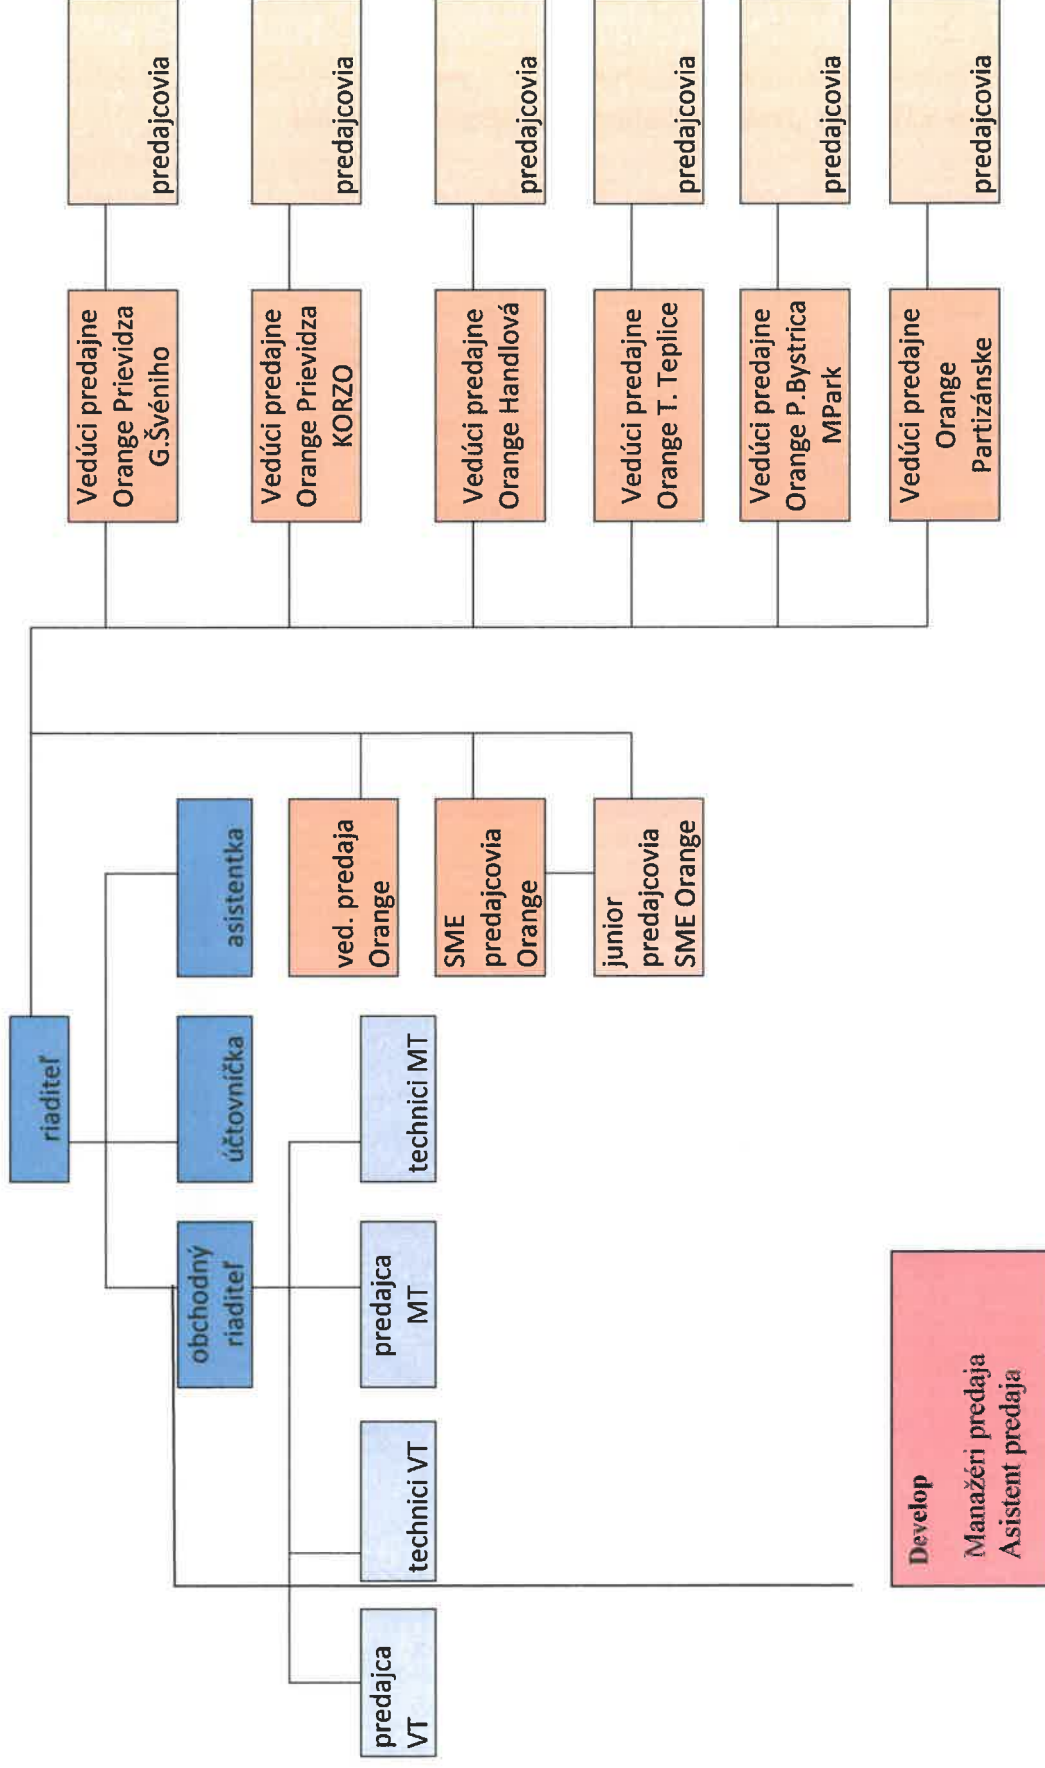 riaditeľ
obchodný
riaditeľ
účtovníčka
asistentka
predajca
VT
technici VT
predajca
MT
technici MT
ved. predaja
Orange
SME
predajcovia
Orange
junior
predajcovia
SME Orange
Vedúci predajne
Orange Prievidza
G.Švéniho
predajcovia
Vedúci predajne
Orange Prievidza
KORZO
predajcovia
Vedúci predajne
Orange Handlová
predajcovia
Vedúci predajne
Orange T. Teplice
predajcovia
Vedúci predajne
Orange P.Bystrica
MPark
predajcovia
Vedúci predajne
Orange
Partizánske
predajcovia
Develop
Manažéri predaja
Asistent predaja